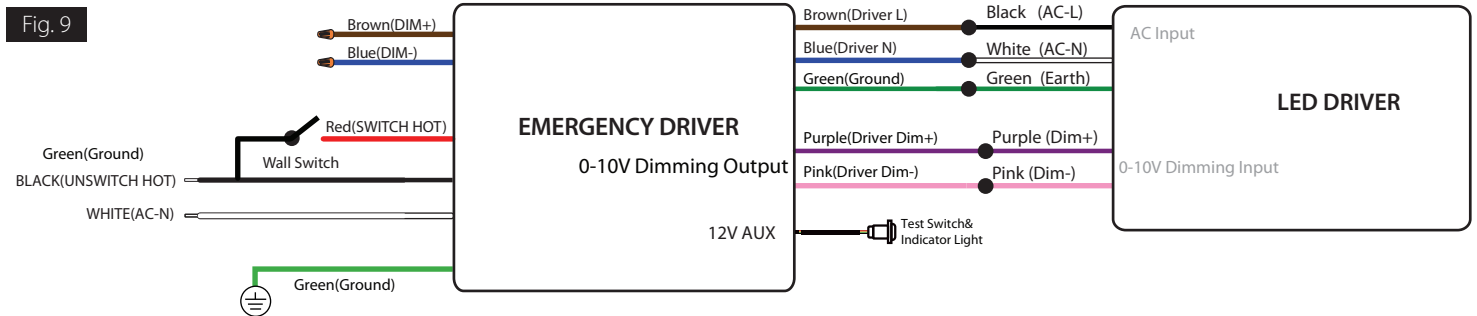 Fig. 9
Brown(DIM+)
Blue(DIM-)
Red(SWITCH HOT)
Green(Ground)
Wall Switch
BLACK(UNSWITCH HOT)
WHITE(AC-N)
Green(Ground)
EMERGENCY DRIVER
0-10V Dimming Output
12V AUX
Brown(Driver L)
Black (AC-L)
Blue(Driver N)
White (AC-N)
Green(Ground)
Green (Earth)
Purple(Driver Dim+)
Purple (Dim+)
Pink(Driver Dim-)
Pink (Dim-)
Test Switch&
Indicator Light
AC Input
LED DRIVER
0-10V Dimming Input